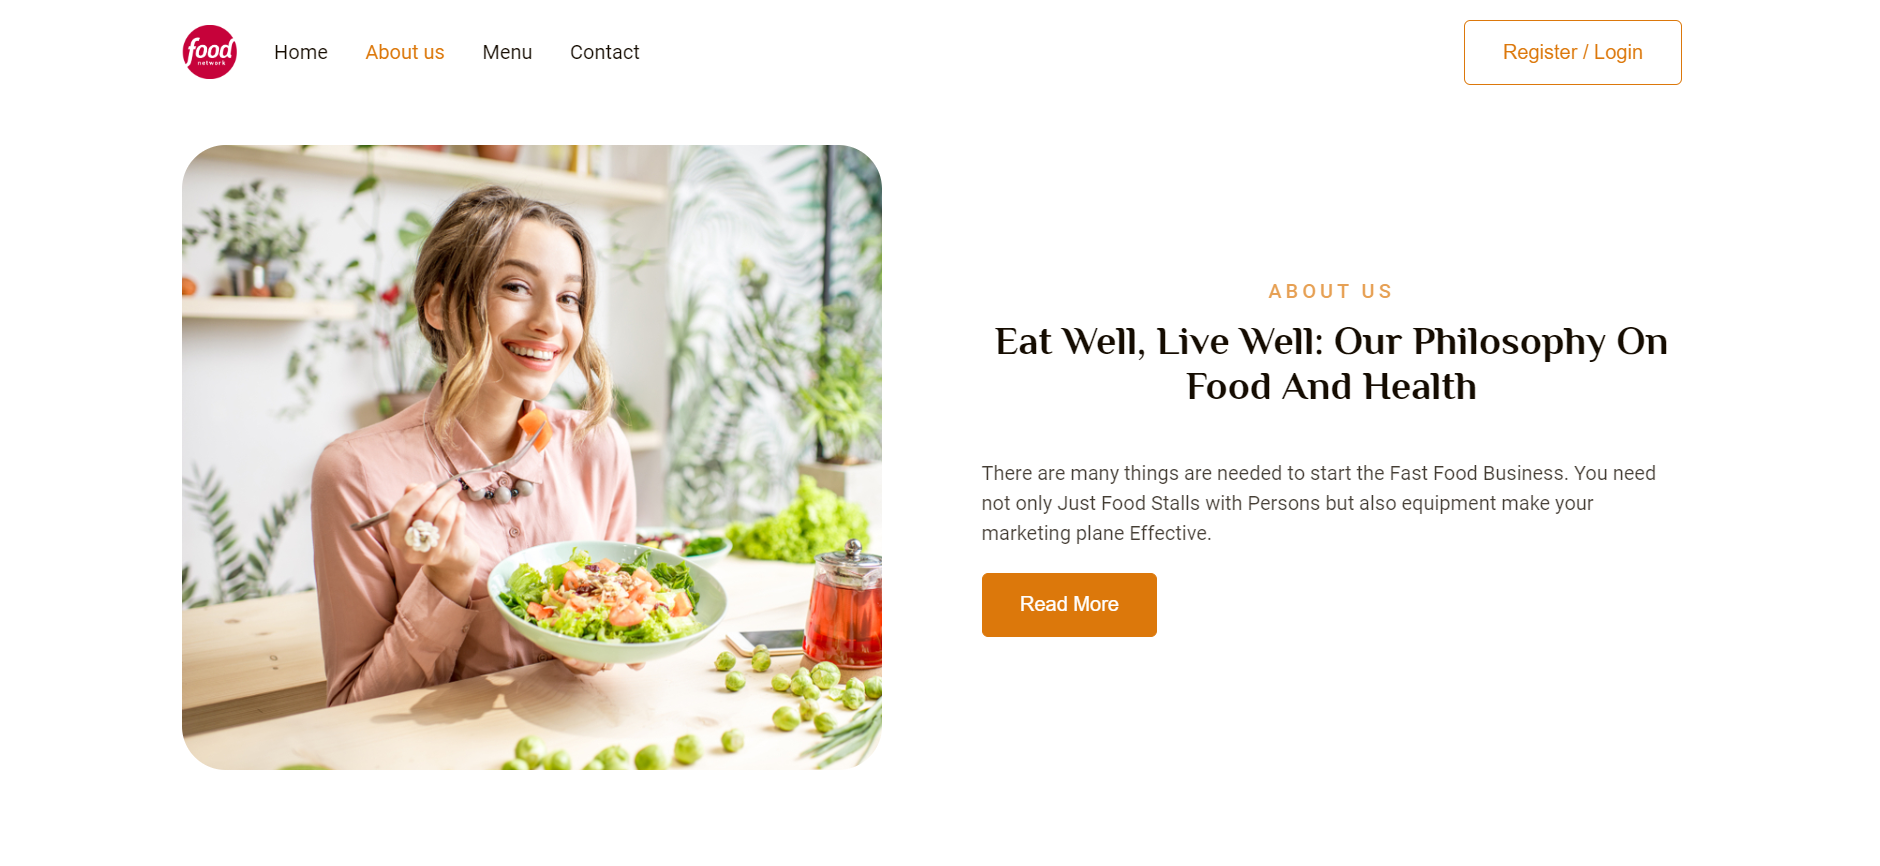 food
network
Home
About us
Menu
Contact
Register / Login
ABOUT US
Eat Well, Live Well: Our Philosophy On
Food And Health
There are many things are needed to start the Fast Food Business. You need
not only Just Food Stalls with Persons but also equipment make your
marketing plane Effective.
Read More